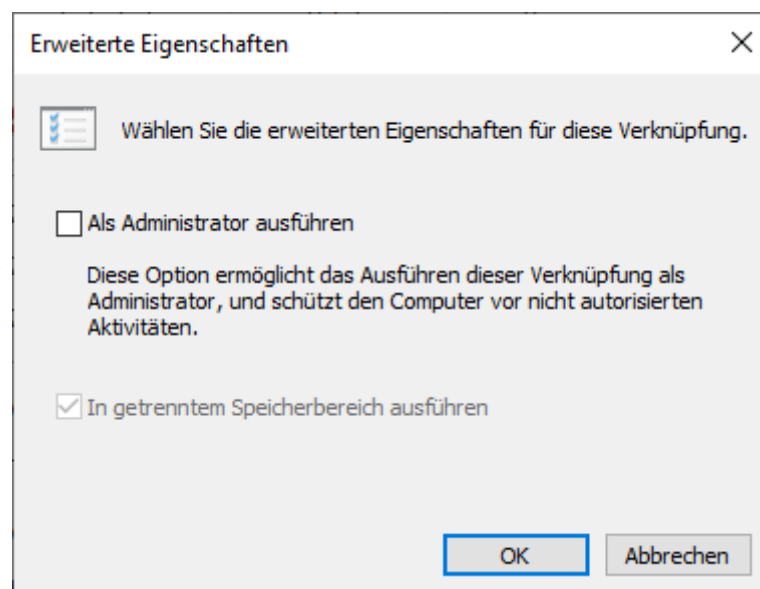 Erweiterte Eigenschaften
Wählen Sie die erweiterten Eigenschaften für diese Verknüpfung.
Als Administrator ausführen
Diese Option ermöglicht das Ausführen dieser Verknüpfung als
Administrator, und schützt den Computer vor nicht autorisierten
Aktivitäten.
In getrenntem Speicherbereich ausführen
OK
Abbrechen